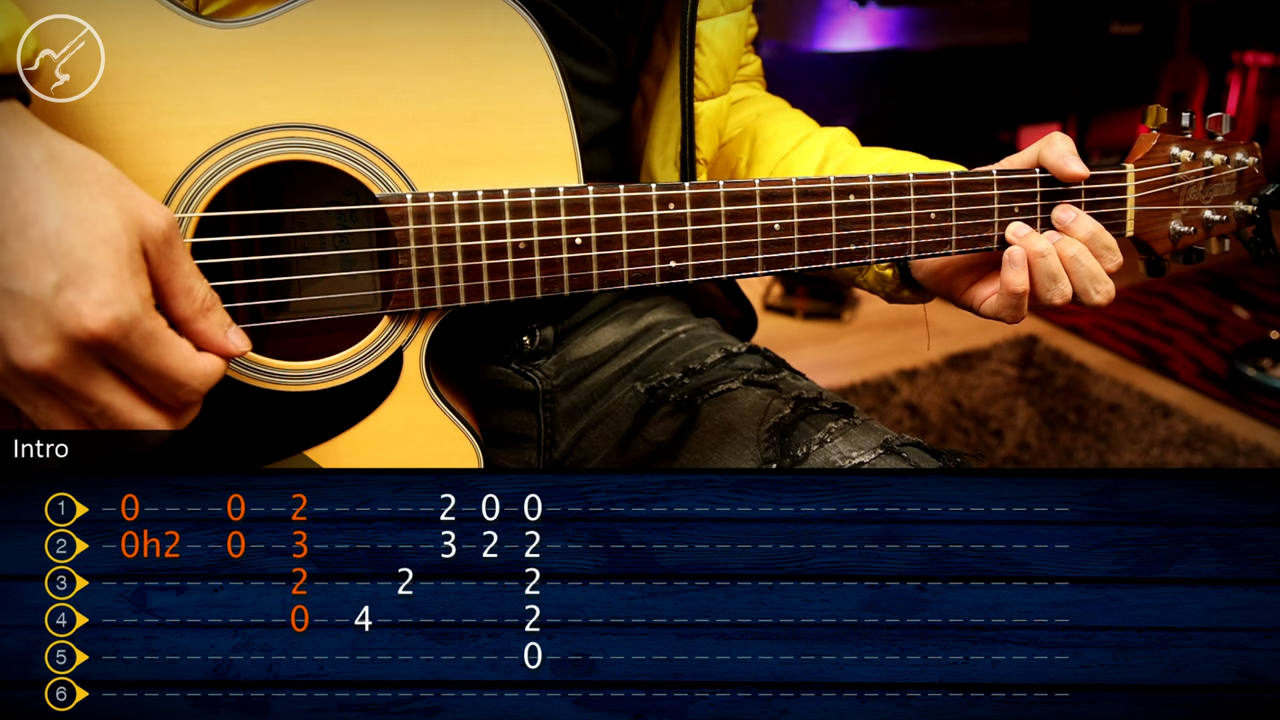 Intro
1 0 0 2 2 0 0
2 0h2 0 3 3 2 2
3 2 2 2
4 0 4 2
5 0
6